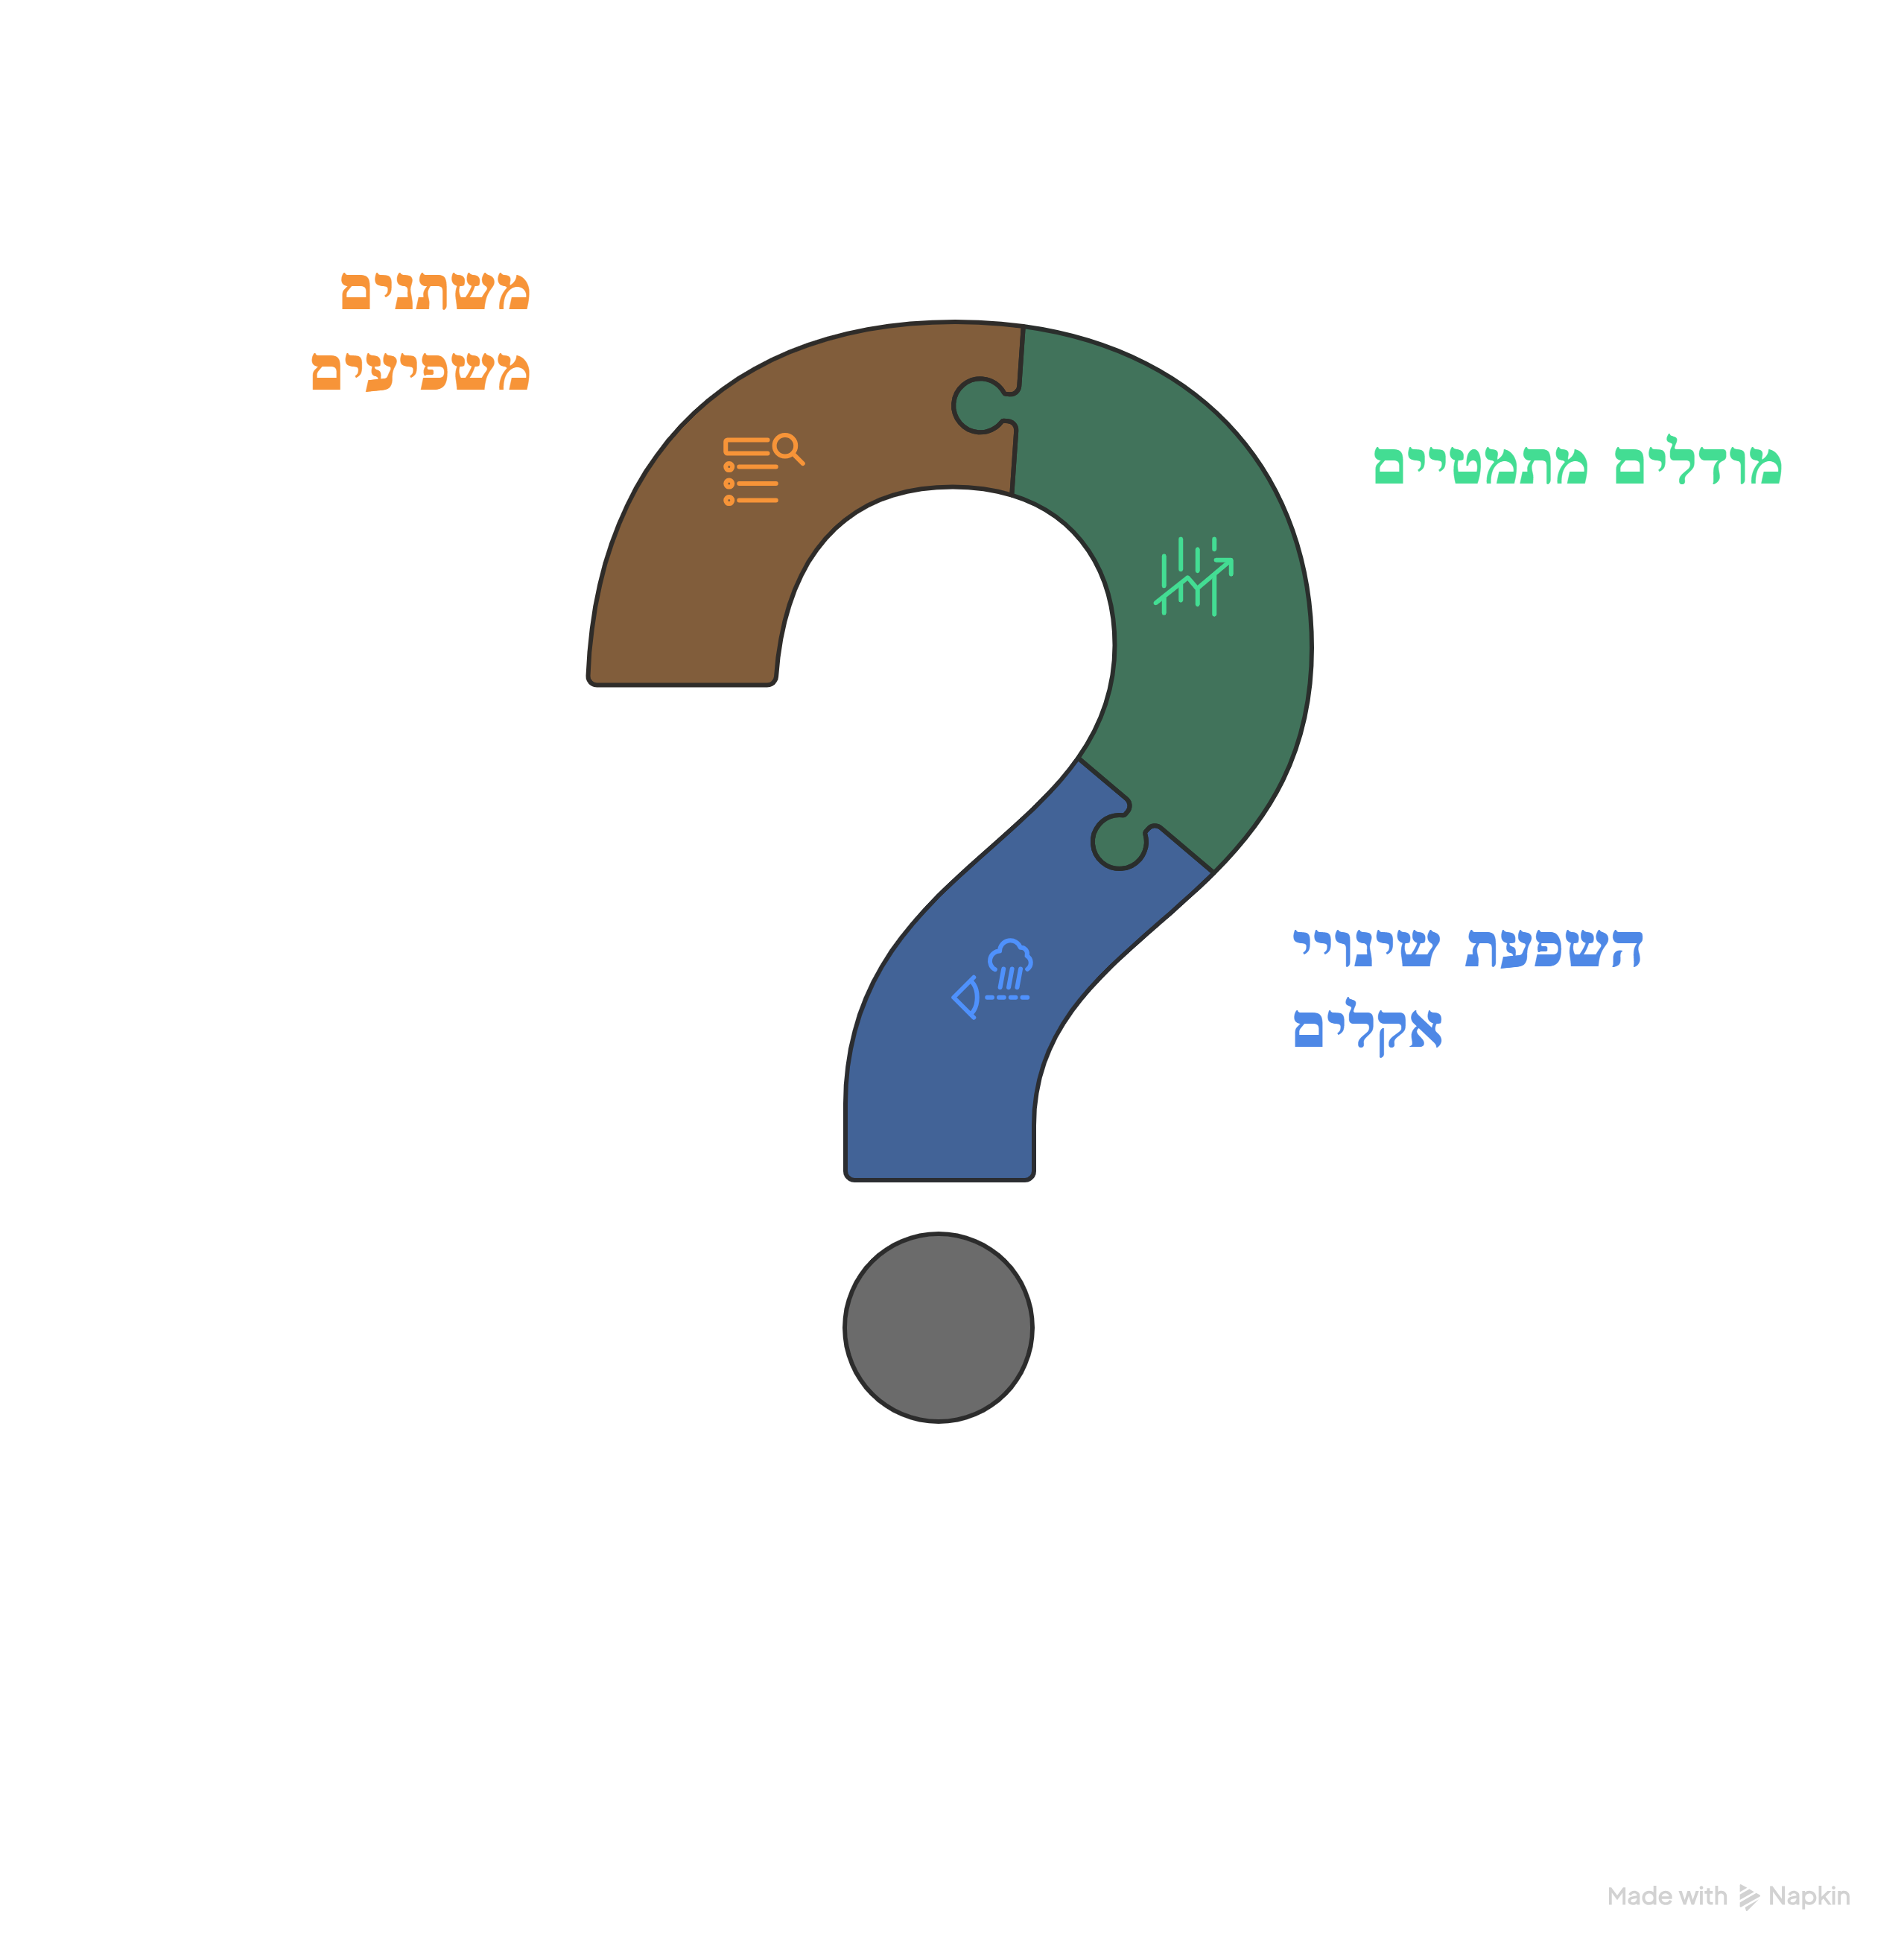 משתנים
משפיעים
מודלים מתמטיים
השפעת שינויי
אקלים
Made with Napkin